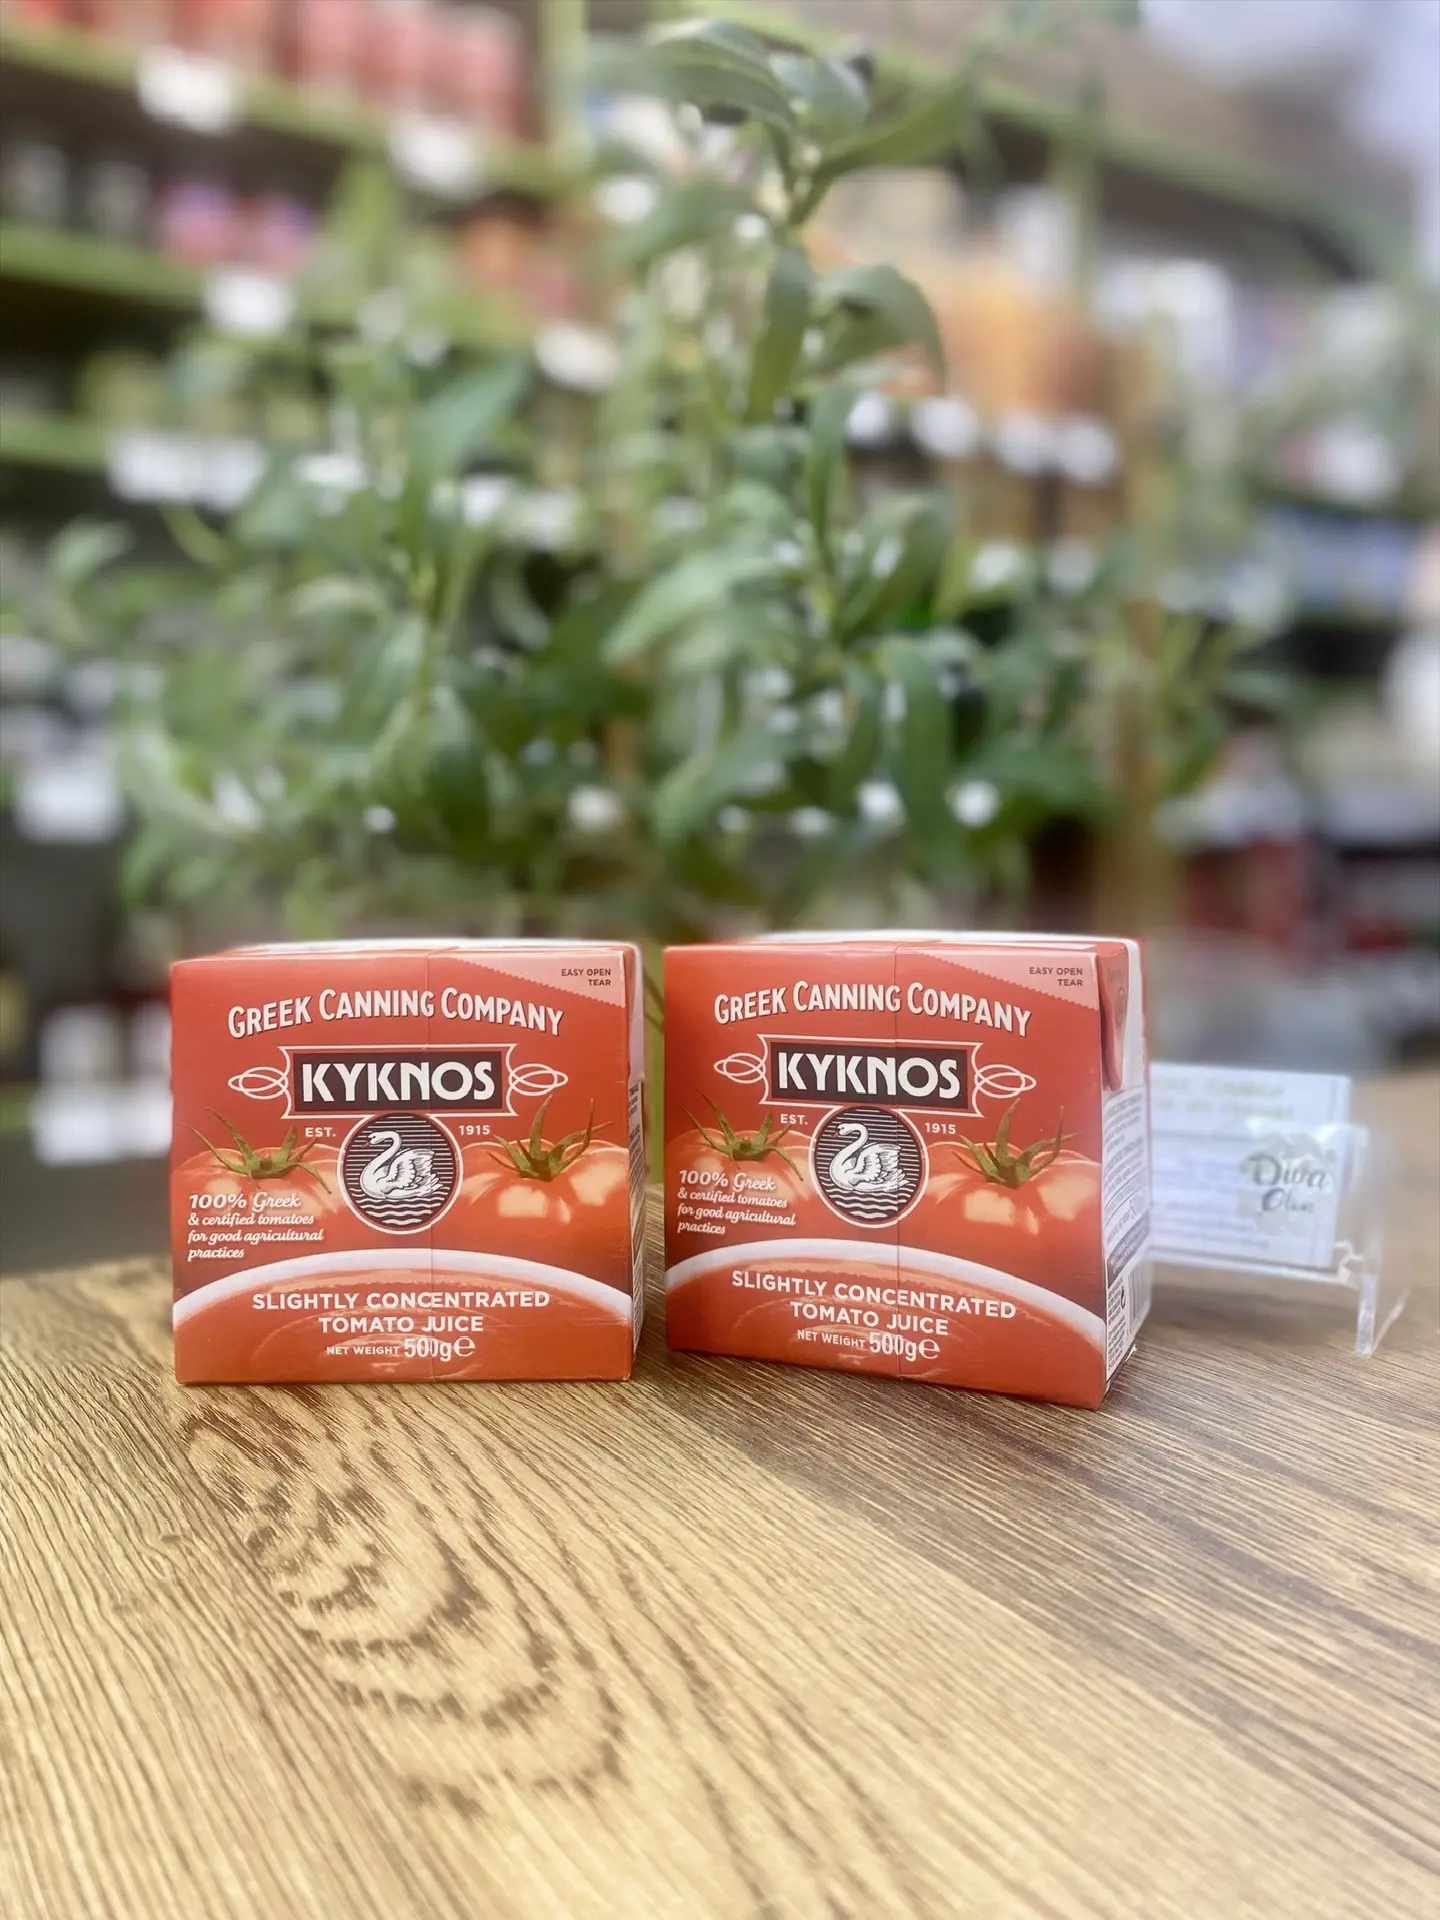 EASY OPEN
TEAR
GREEK CANNING COMPANY
KYKNOS
EST. 1915
100% Greek
& certified tomatoes
for good agricultural
practices
SLIGHTLY CONCENTRATED
TOMATO JUICE
NET WEIGHT 500g℮
EASY OPEN
TEAR
GREEK CANNING COMPANY
KYKNOS
EST. 1915
100% Greek
& certified tomatoes
for good agricultural
practices
SLIGHTLY CONCENTRATED
TOMATO JUICE
NET WEIGHT 500g℮
Diva